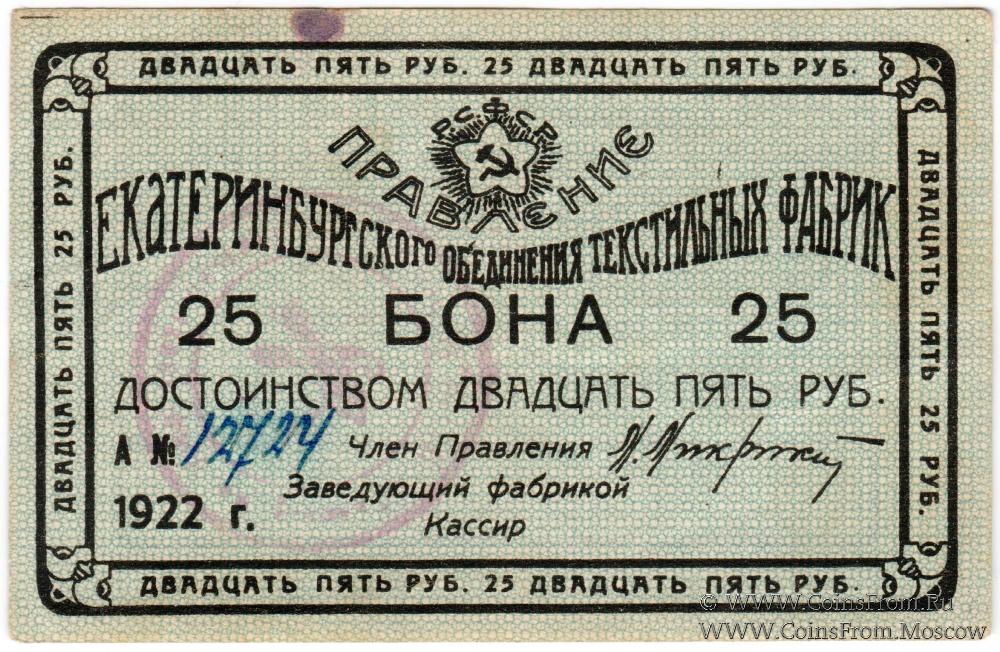 ДВАДЦАТЬ ПЯТЬ РУБ. 25 ДВАДЦАТЬ ПЯТЬ РУБ.
РСФСР
ПРАВЛЕНИЕ
ЕКАТЕРИНБУРГСКОГО ОБЕДИНЕНИЯ ТЕКСТИЛЬНЫХ ФАБРИК
25 БОНА 25
ДОСТОИНСТВОМ ДВАДЦАТЬ ПЯТЬ РУБ.
А № 12724 Член Правления
Заведующий фабрикой
1922 г. Кассир
ДВАДЦАТЬ ПЯТЬ 25 РУБ.
ДВАДЦАТЬ ПЯТЬ 25 РУБ.
ДВАДЦАТЬ ПЯТЬ РУБ. 25 ДВАДЦАТЬ ПЯТЬ РУБ.
© WWW.CoinsFrom.Ru
WWW.CoinsFrom.Moscow